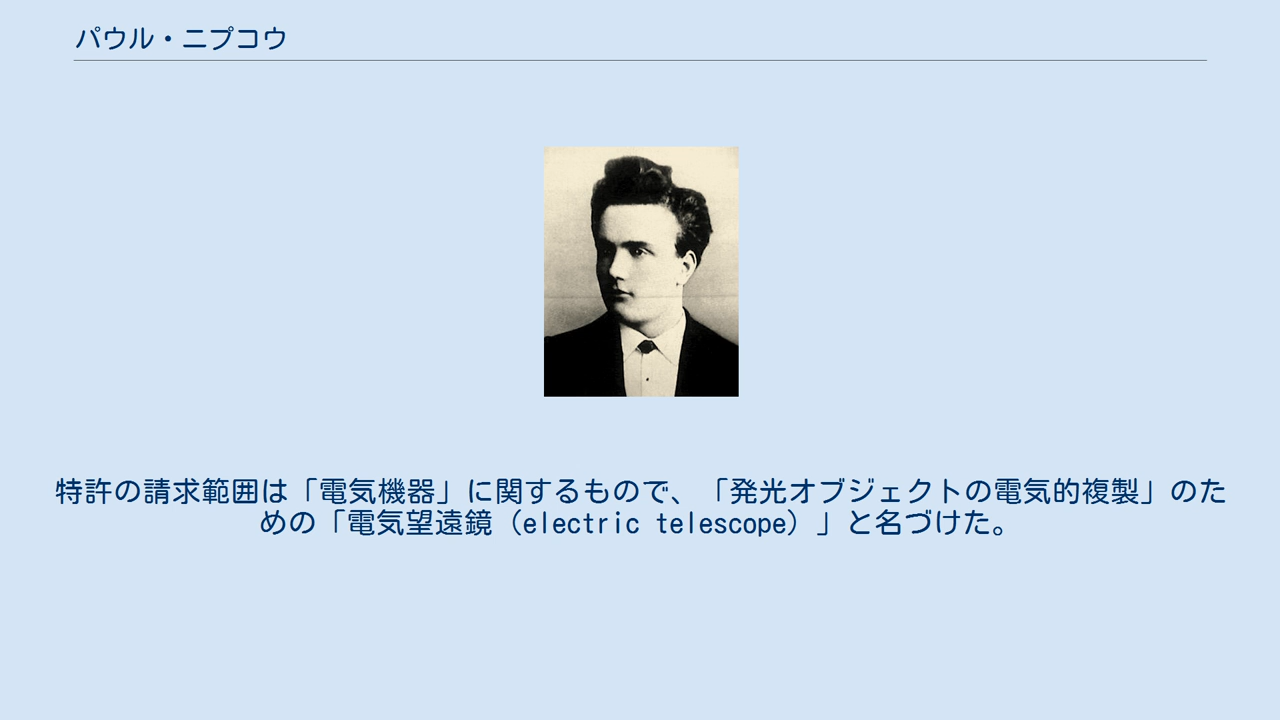 パウル・ニプコウ
特許の請求範囲は「電気機器」に関するもので、「発光オブジェクトの電気的複製」のた
めの「電気望遠鏡（electric telescope）」と名づけた。